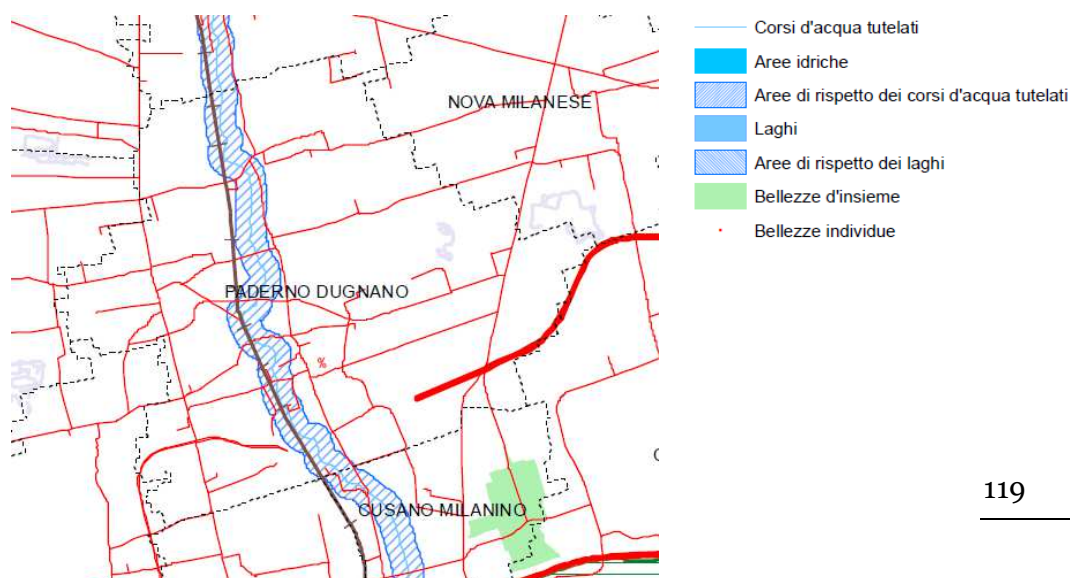 Corsi d'acqua tutelati
Aree idriche
Aree di rispetto dei corsi d'acqua tutelati
Laghi
Aree di rispetto dei laghi
Bellezze d'insieme
Bellezze individue
NOVA MILANESE
PADERNO DUGNANO
%
CUSANO MILANINO
119